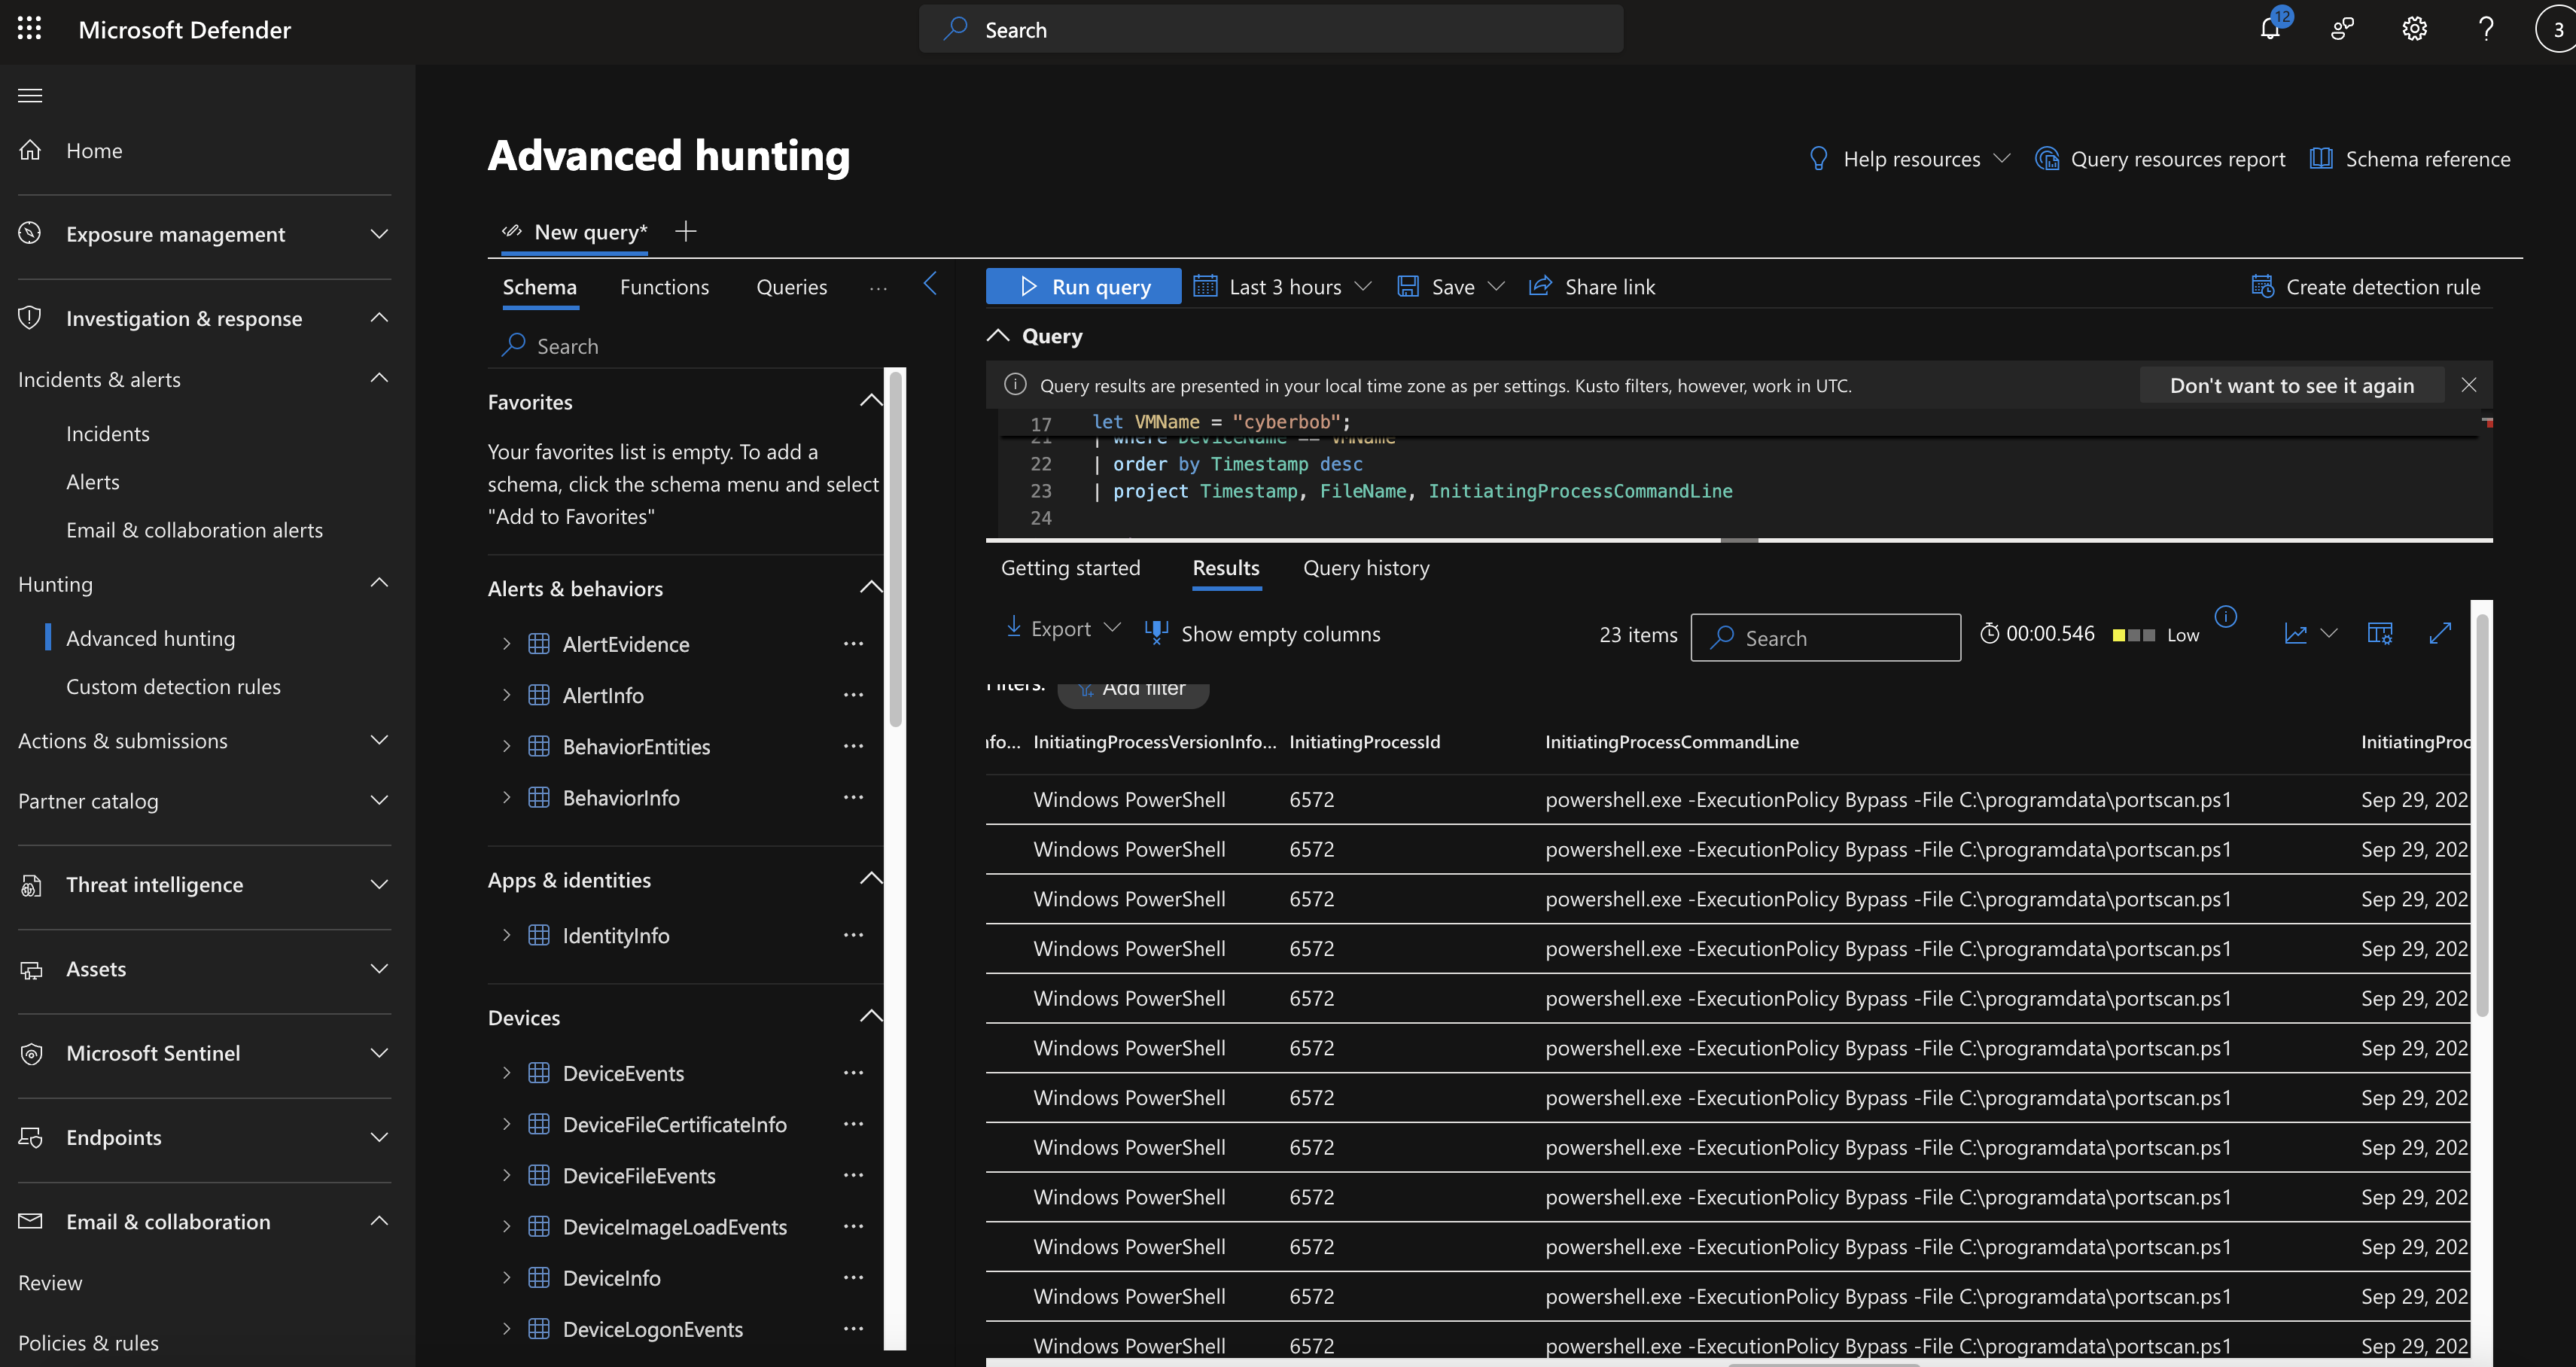 Microsoft Defender
Search
12
3
Home
Exposure management
Investigation & response
Incidents & alerts
Incidents
Alerts
Email & collaboration alerts
Hunting
Advanced hunting
Custom detection rules
Actions & submissions
Partner catalog
Threat intelligence
Assets
Microsoft Sentinel
Endpoints
Email & collaboration
Review
Policies & rules
Advanced hunting
Help resources
Query resources report
Schema reference
New query*
Schema Functions Queries ...
Search
Favorites
Your favorites list is empty. To add a
schema, click the schema menu and select
"Add to Favorites"
Alerts & behaviors
AlertEvidence ...
AlertInfo ...
BehaviorEntities ...
BehaviorInfo ...
Apps & identities
IdentityInfo ...
Devices
DeviceEvents ...
DeviceFileCertificateInfo ...
DeviceFileEvents ...
DeviceImageLoadEvents ...
DeviceInfo ...
DeviceLogonEvents ...
Run query Last 3 hours Save Share link Create detection rule
Query
Query results are presented in your local time zone as per settings. Kusto filters, however, work in UTC. Don't want to see it again
17 let VMName = "cyberbob";
21 | where DeviceName == VMName
22 | order by Timestamp desc
23 | project Timestamp, FileName, InitiatingProcessCommandLine
24
Getting started Results Query history
Export Show empty columns 23 items Search 00:00.546 Low
Filters: Add filter
nfo... InitiatingProcessVersionInfo... InitiatingProcessId InitiatingProcessCommandLine InitiatingProc
Windows PowerShell 6572 powershell.exe -ExecutionPolicy Bypass -File C:\programdata\portscan.ps1 Sep 29, 202
Windows PowerShell 6572 powershell.exe -ExecutionPolicy Bypass -File C:\programdata\portscan.ps1 Sep 29, 202
Windows PowerShell 6572 powershell.exe -ExecutionPolicy Bypass -File C:\programdata\portscan.ps1 Sep 29, 202
Windows PowerShell 6572 powershell.exe -ExecutionPolicy Bypass -File C:\programdata\portscan.ps1 Sep 29, 202
Windows PowerShell 6572 powershell.exe -ExecutionPolicy Bypass -File C:\programdata\portscan.ps1 Sep 29, 202
Windows PowerShell 6572 powershell.exe -ExecutionPolicy Bypass -File C:\programdata\portscan.ps1 Sep 29, 202
Windows PowerShell 6572 powershell.exe -ExecutionPolicy Bypass -File C:\programdata\portscan.ps1 Sep 29, 202
Windows PowerShell 6572 powershell.exe -ExecutionPolicy Bypass -File C:\programdata\portscan.ps1 Sep 29, 202
Windows PowerShell 6572 powershell.exe -ExecutionPolicy Bypass -File C:\programdata\portscan.ps1 Sep 29, 202
Windows PowerShell 6572 powershell.exe -ExecutionPolicy Bypass -File C:\programdata\portscan.ps1 Sep 29, 202
Windows PowerShell 6572 powershell.exe -ExecutionPolicy Bypass -File C:\programdata\portscan.ps1 Sep 29, 202
Windows PowerShell 6572 powershell.exe -ExecutionPolicy Bypass -File C:\programdata\portscan.ps1 Sep 29, 202